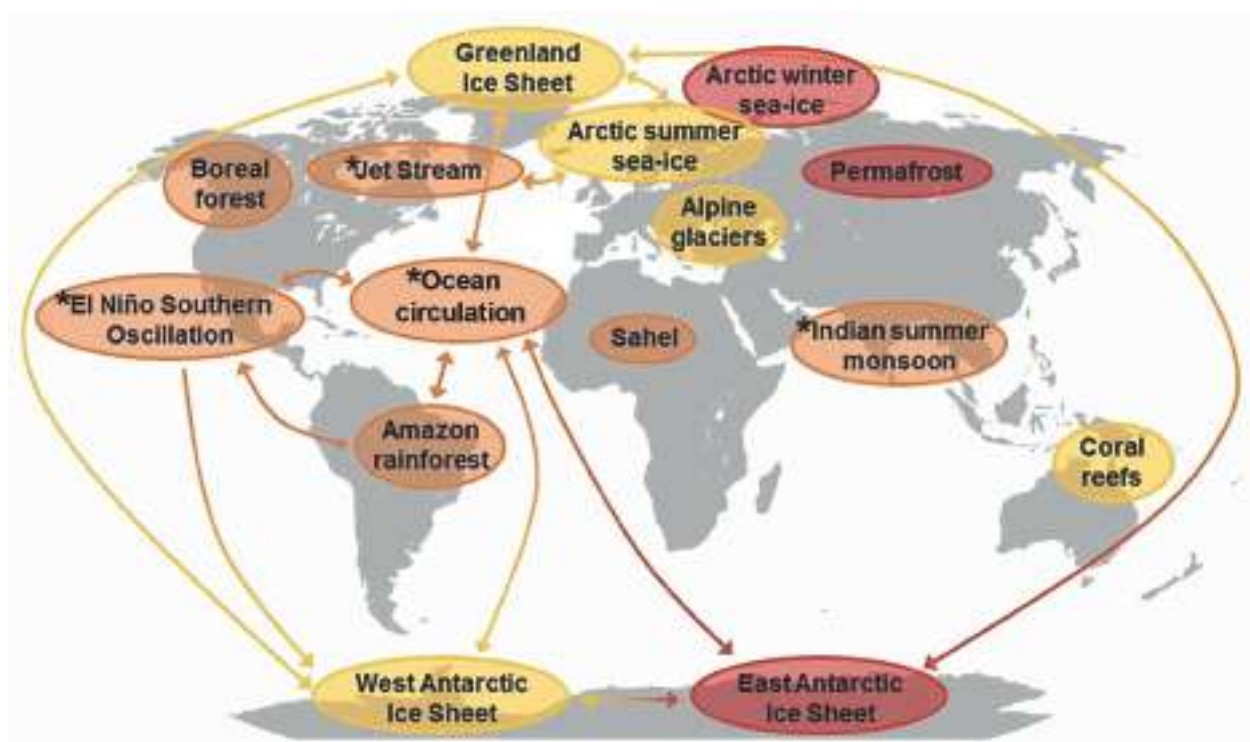 Greenland
Ice Sheet
Arctic winter
sea-ice
Arctic summer
sea-ice
Boreal
forest
*Jet Stream
Permafrost
Alpine
glaciers
*El Niño Southern
Oscillation
*Ocean
circulation
Sahel
*Indian summer
monsoon
Amazon
rainforest
Coral
reefs
West Antarctic
Ice Sheet
East Antarctic
Ice Sheet